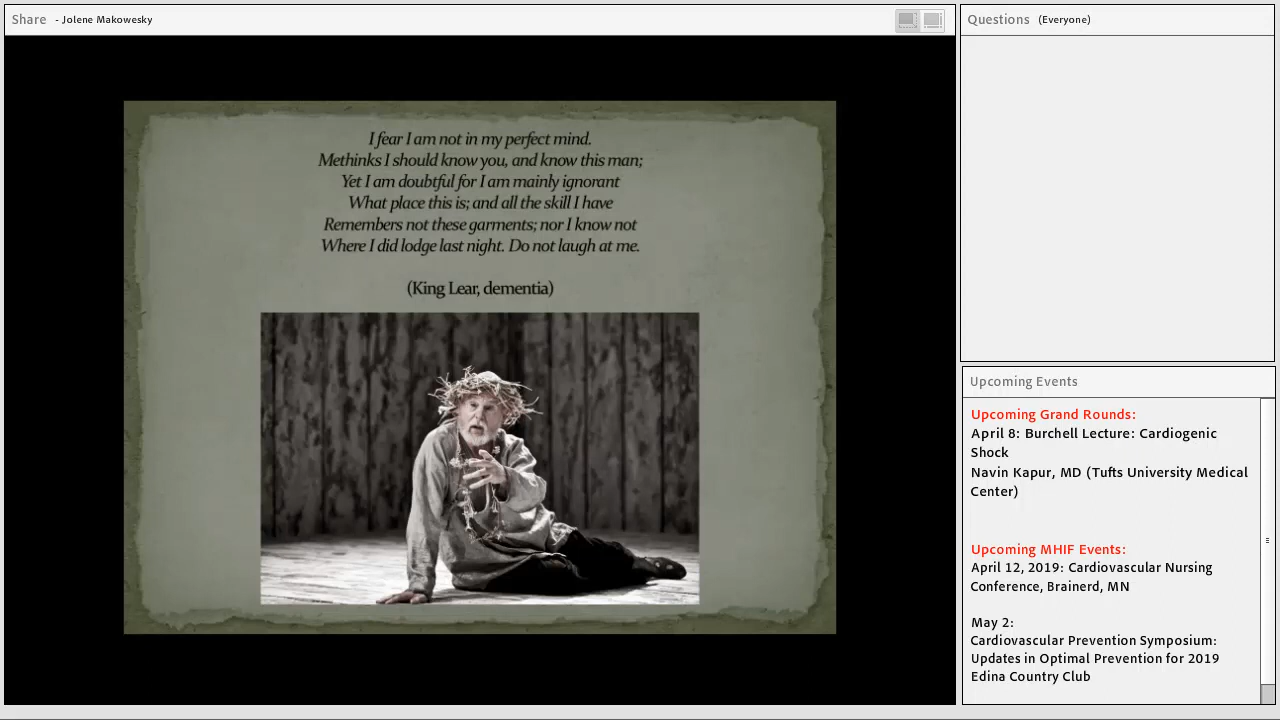 Share - Jolene Makowesky
I fear I am not in my perfect mind.
Methinks I should know you, and know this man;
Yet I am doubtful for I am mainly ignorant
What place this is; and all the skill I have
Remembers not these garments; nor I know not
Where I did lodge last night. Do not laugh at me.
(King Lear, dementia)
Questions (Everyone)
Upcoming Events
Upcoming Grand Rounds:
April 8: Burchell Lecture: Cardiogenic
Shock
Navin Kapur, MD (Tufts University Medical
Center)
Upcoming MHIF Events:
April 12, 2019: Cardiovascular Nursing
Conference, Brainerd, MN
May 2:
Cardiovascular Prevention Symposium:
Updates in Optimal Prevention for 2019
Edina Country Club